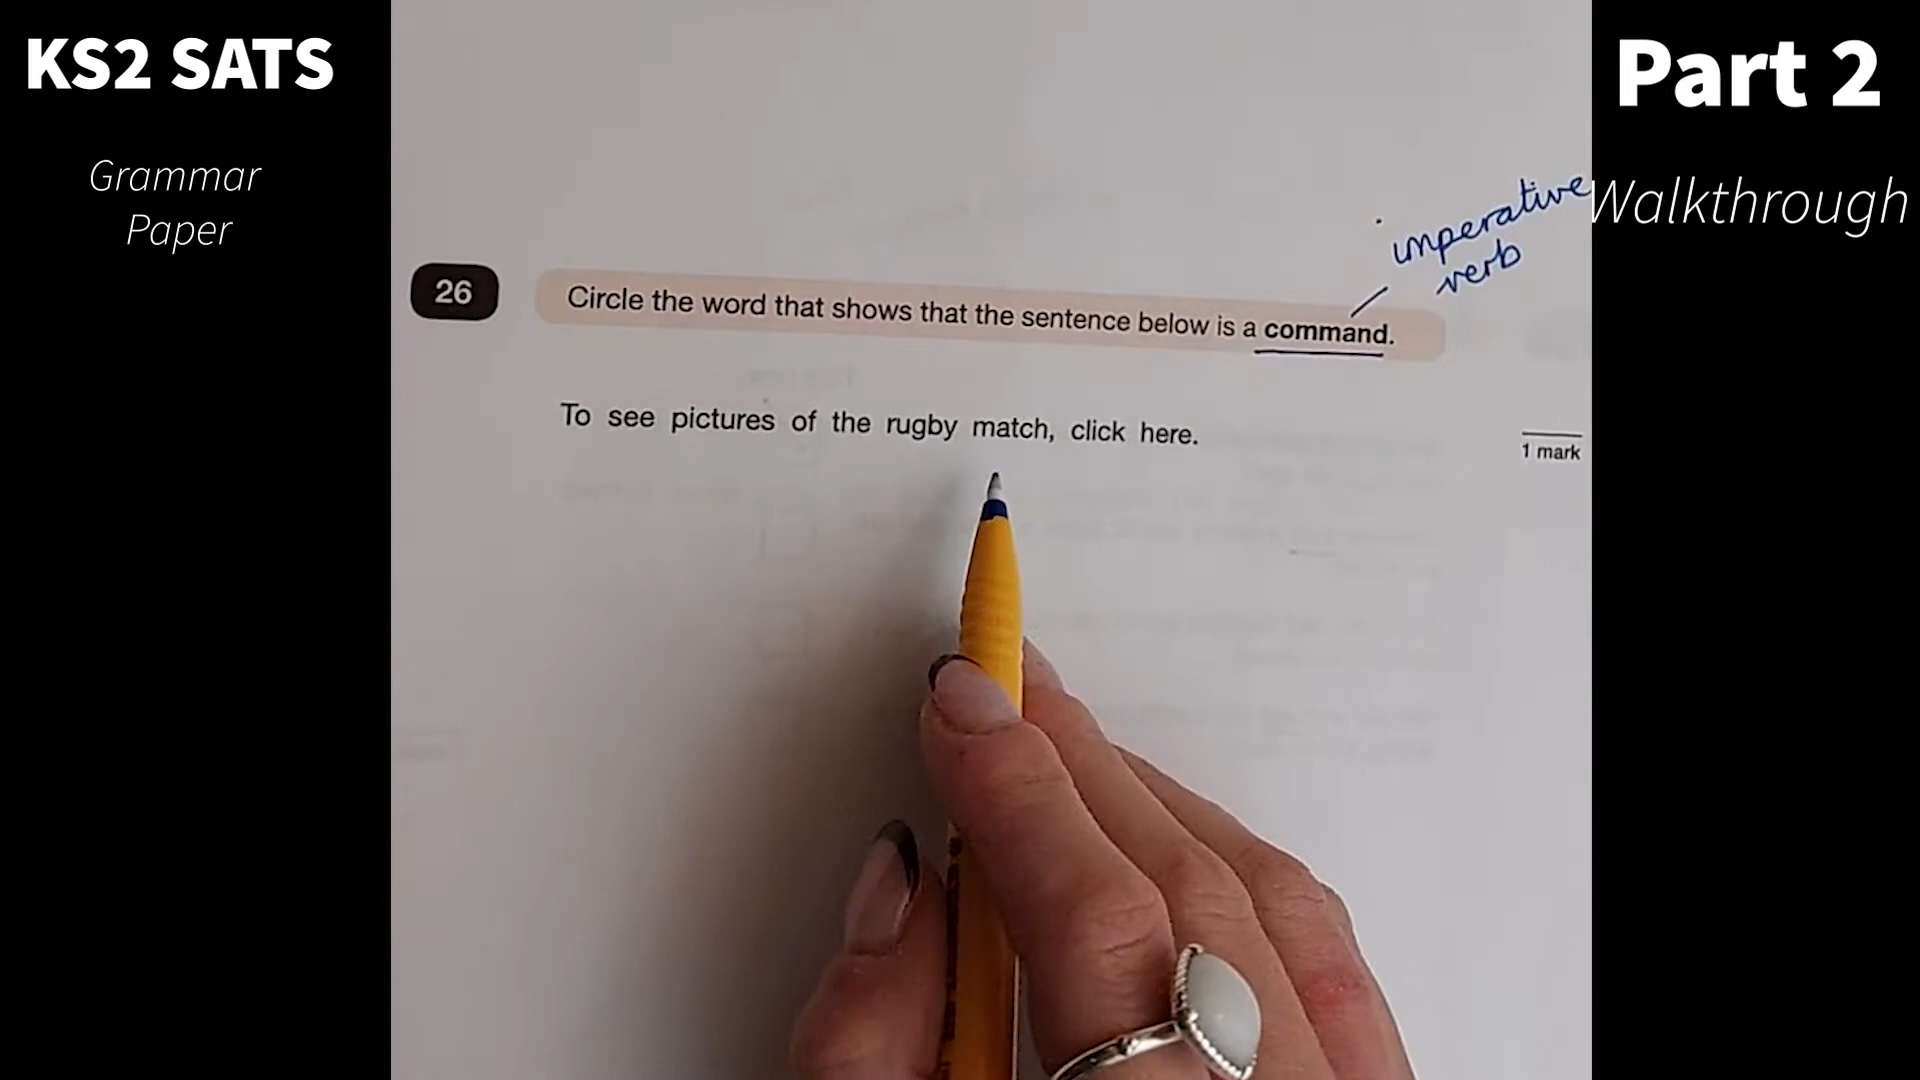 KS2 SATS
Grammar
Paper
Part 2
Walkthrough
imperative
verb
26
Circle the word that shows that the sentence below is a command.
To see pictures of the rugby match, click here.
1 mark